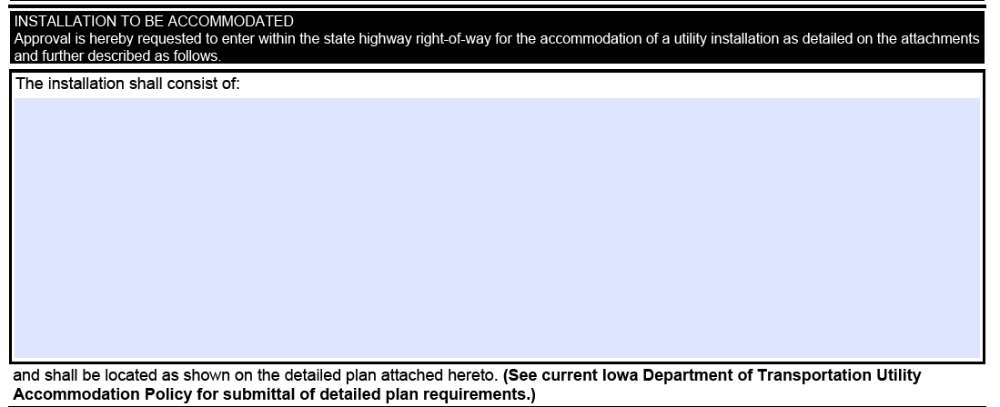 INSTALLATION TO BE ACCOMMODATED
Approval is hereby requested to enter within the state highway right-of-way for the accommodation of a utility installation as detailed on the attachments
and further described as follows.
The installation shall consist of:
and shall be located as shown on the detailed plan attached hereto. (See current Iowa Department of Transportation Utility
Accommodation Policy for submittal of detailed plan requirements.)